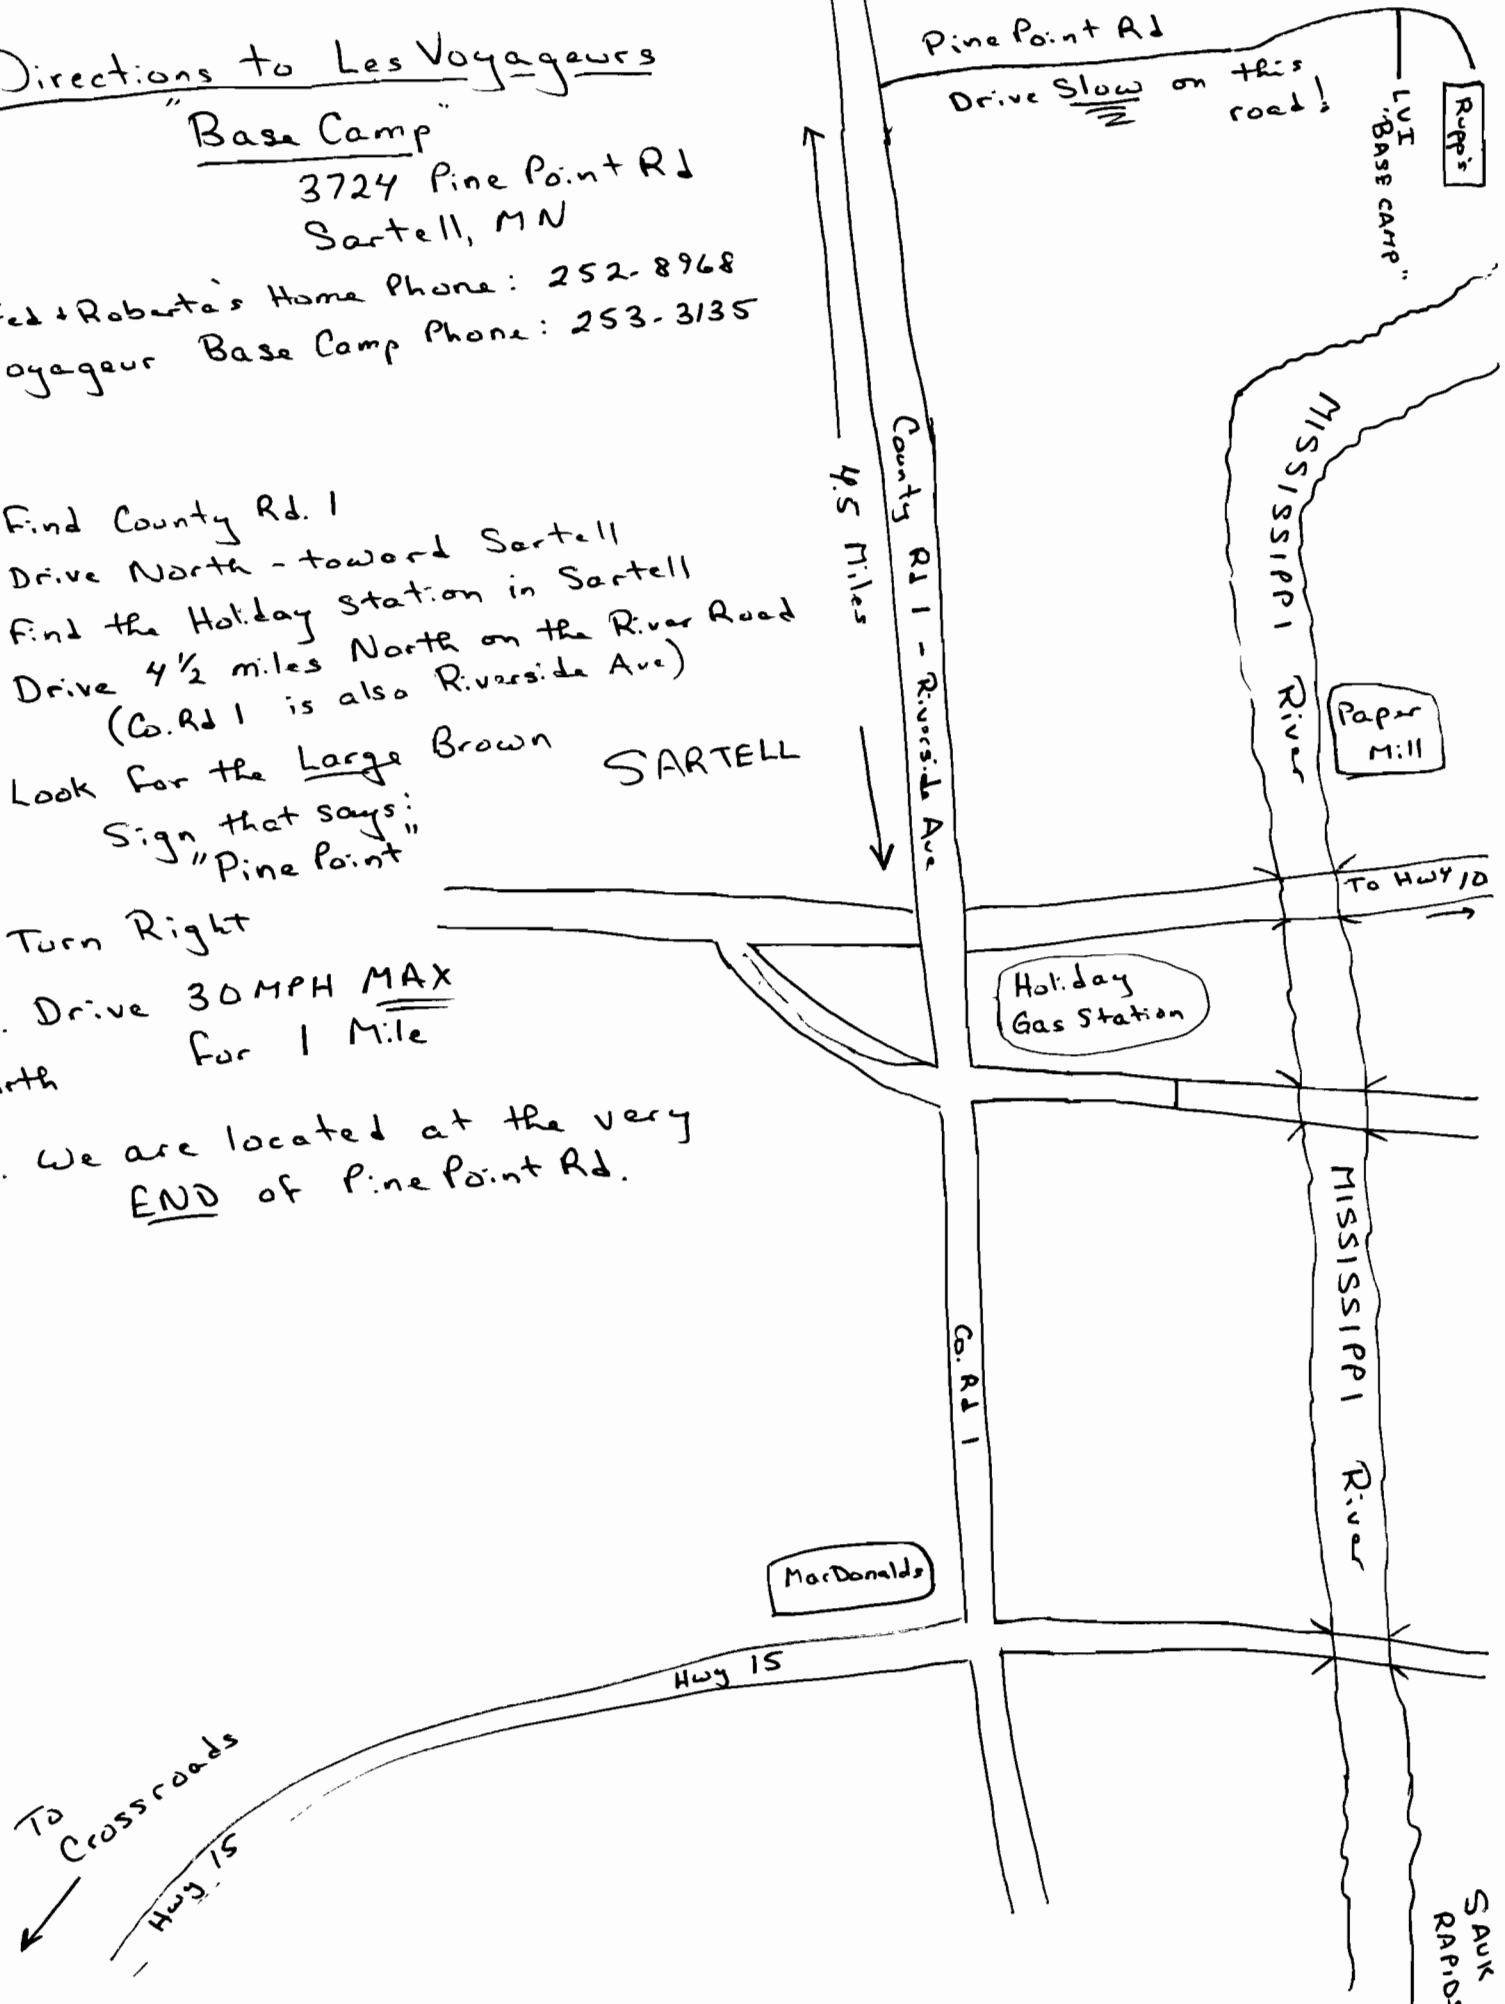 Directions to Les Voyageurs
"Base Camp"
3724 Pine Point Rd
Sartell, MN
ed + Roberta's Home Phone: 252-8968
oyageur Base Camp Phone: 253-3135
Find County Rd. 1
Drive North - toward Sartell
Find the Holiday Station in Sartell
Drive 4 1/2 miles North on the River Road
(Co. Rd 1 is also Riverside Ave)
Look for the Large Brown
Sign that says:
"Pine Point"
Turn Right
. Drive 30 MPH MAX
for 1 Mile
rth
. We are located at the very
END of Pine Point Rd.
Pine Point Rd
Drive Slow on this
road!
LVI
"BASE CAMP"
Rupp's
4.5 Miles
County Rd 1 - Riverside Ave
SARTELL
MISSISSIPPI River
Paper
Mill
To HWY 10
Holiday
Gas Station
MISSISSIPPI River
Co. Rd 1
MacDonalds
Hwy 15
To
Crossroads
Hwy 15
SAUK
RAPIDS